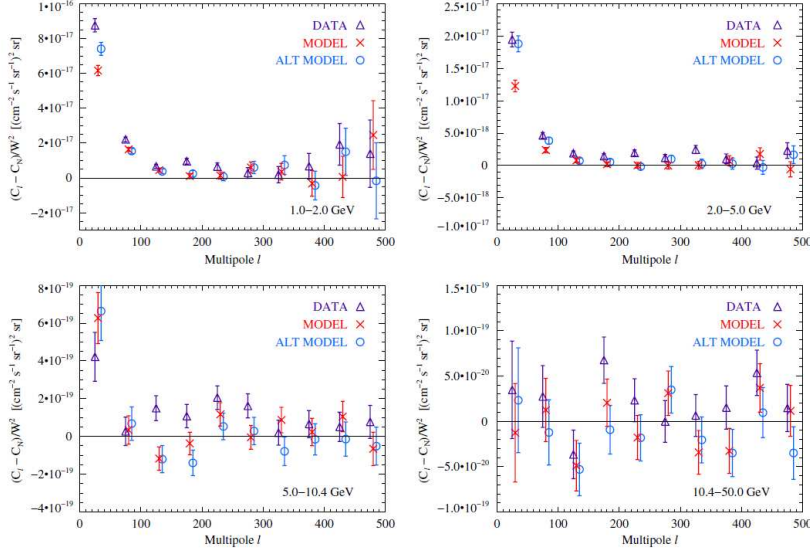 (C_l − C_N)/W² [(cm⁻² s⁻¹ sr⁻¹)² sr]
1•10⁻¹⁶
8•10⁻¹⁷
6•10⁻¹⁷
4•10⁻¹⁷
2•10⁻¹⁷
0
−2•10⁻¹⁷
DATA
MODEL
ALT MODEL
1.0−2.0 GeV
0 100 200 300 400 500
Multipole l
(C_l − C_N)/W² [(cm⁻² s⁻¹ sr⁻¹)² sr]
2.0•10⁻¹⁷
1.5•10⁻¹⁷
1.0•10⁻¹⁷
5.0•10⁻¹⁸
0
−5.0•10⁻¹⁸
−1.0•10⁻¹⁷
DATA
MODEL
ALT MODEL
2.0−5.0 GeV
0 100 200 300 400 500
Multipole l
(C_l − C_N)/W² [(cm⁻² s⁻¹ sr⁻¹)² sr]
8•10⁻¹⁹
6•10⁻¹⁹
4•10⁻¹⁹
2•10⁻¹⁹
0
−2•10⁻¹⁹
−4•10⁻¹⁹
DATA
MODEL
ALT MODEL
5.0−10.4 GeV
0 100 200 300 400 500
Multipole l
(C_l − C_N)/W² [(cm⁻² s⁻¹ sr⁻¹)² sr]
1.5•10⁻¹⁹
1.0•10⁻¹⁹
5.0•10⁻²⁰
0
−5.0•10⁻²⁰
−1.0•10⁻¹⁹
DATA
MODEL
ALT MODEL
10.4−50.0 GeV
0 100 200 300 400 500
Multipole l